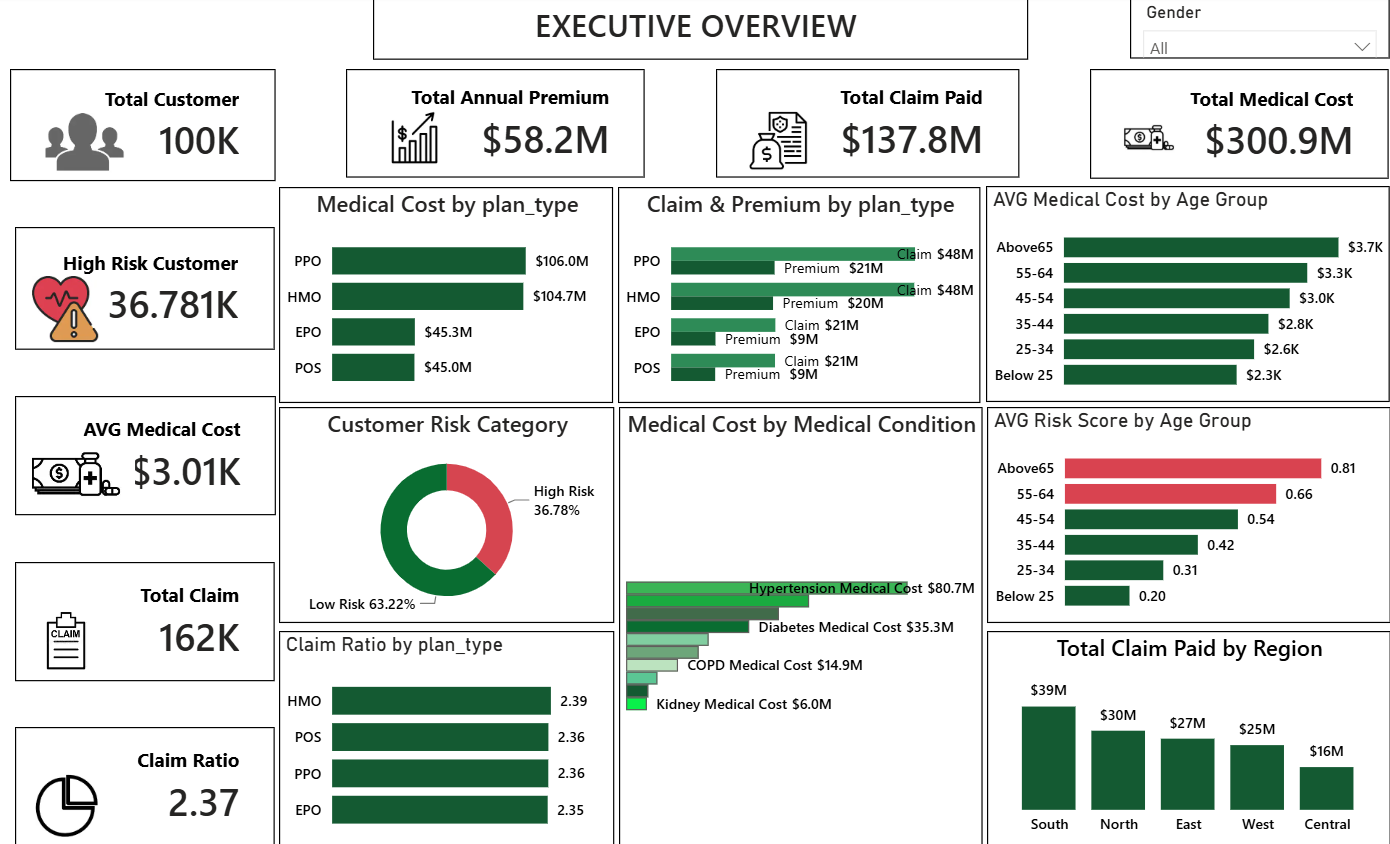 EXECUTIVE OVERVIEW
Gender
All
Total Customer
100K
Total Annual Premium
$58.2M
Total Claim Paid
$137.8M
Total Medical Cost
$300.9M
High Risk Customer
36.781K
AVG Medical Cost
$3.01K
Total Claim
CLAIM
162K
Claim Ratio
2.37
Medical Cost by plan_type
PPO $106.0M
HMO $104.7M
EPO $45.3M
POS $45.0M
Claim & Premium by plan_type
PPO Claim $48M
Premium $21M
HMO Claim $48M
Premium $20M
EPO Claim $21M
Premium $9M
POS Claim $21M
Premium $9M
AVG Medical Cost by Age Group
Above65 $3.7K
55-64 $3.3K
45-54 $3.0K
35-44 $2.8K
25-34 $2.6K
Below 25 $2.3K
Customer Risk Category
High Risk
36.78%
Low Risk 63.22%
Medical Cost by Medical Condition
Hypertension Medical Cost $80.7M
Diabetes Medical Cost $35.3M
COPD Medical Cost $14.9M
Kidney Medical Cost $6.0M
AVG Risk Score by Age Group
Above65 0.81
55-64 0.66
45-54 0.54
35-44 0.42
25-34 0.31
Below 25 0.20
Claim Ratio by plan_type
HMO 2.39
POS 2.36
PPO 2.36
EPO 2.35
Total Claim Paid by Region
$39M $30M $27M $25M $16M
South North East West Central